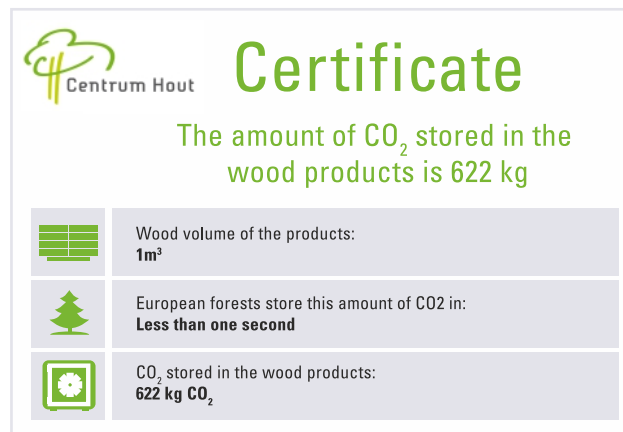 Centrum Hout
Certificate
The amount of CO₂ stored in the
wood products is 622 kg
Wood volume of the products:
1m³
European forests store this amount of CO2 in:
Less than one second
CO₂ stored in the wood products:
622 kg CO₂